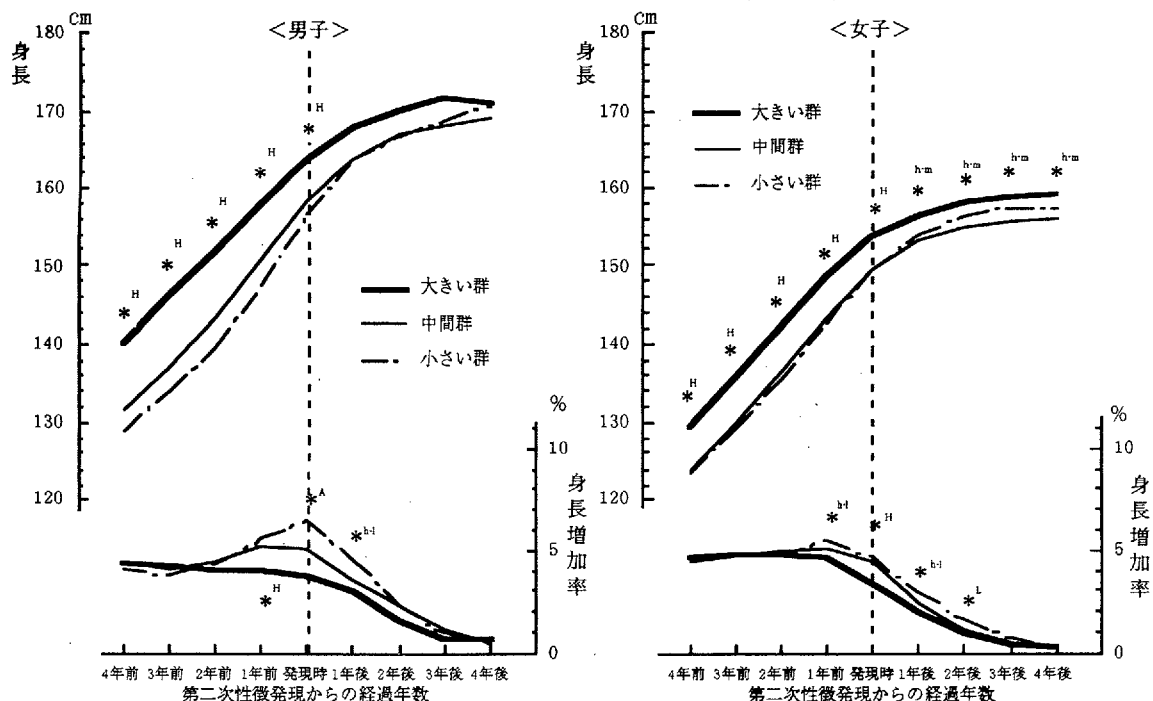 cm
180
170
160
150
140
130
120
身長
<男子>
* H
* H
* H
* H
* H
大きい群
中間群
小さい群
%
10
5
0
身長増加率
* A
* h·l
* H
4年前 3年前 2年前 1年前 発現時 1年後 2年後 3年後 4年後
第二次性徴発現からの経過年数
cm
180
170
160
150
140
130
120
身長
<女子>
大きい群
中間群
小さい群
* H
* H
* H
* H
* H
* h·m
* h·m
* h·m
* h·m
%
10
5
0
身長増加率
* h·l
* H
* h·l
* L
4年前 3年前 2年前 1年前 発現時 1年後 2年後 3年後 4年後
第二次性徴発現からの経過年数